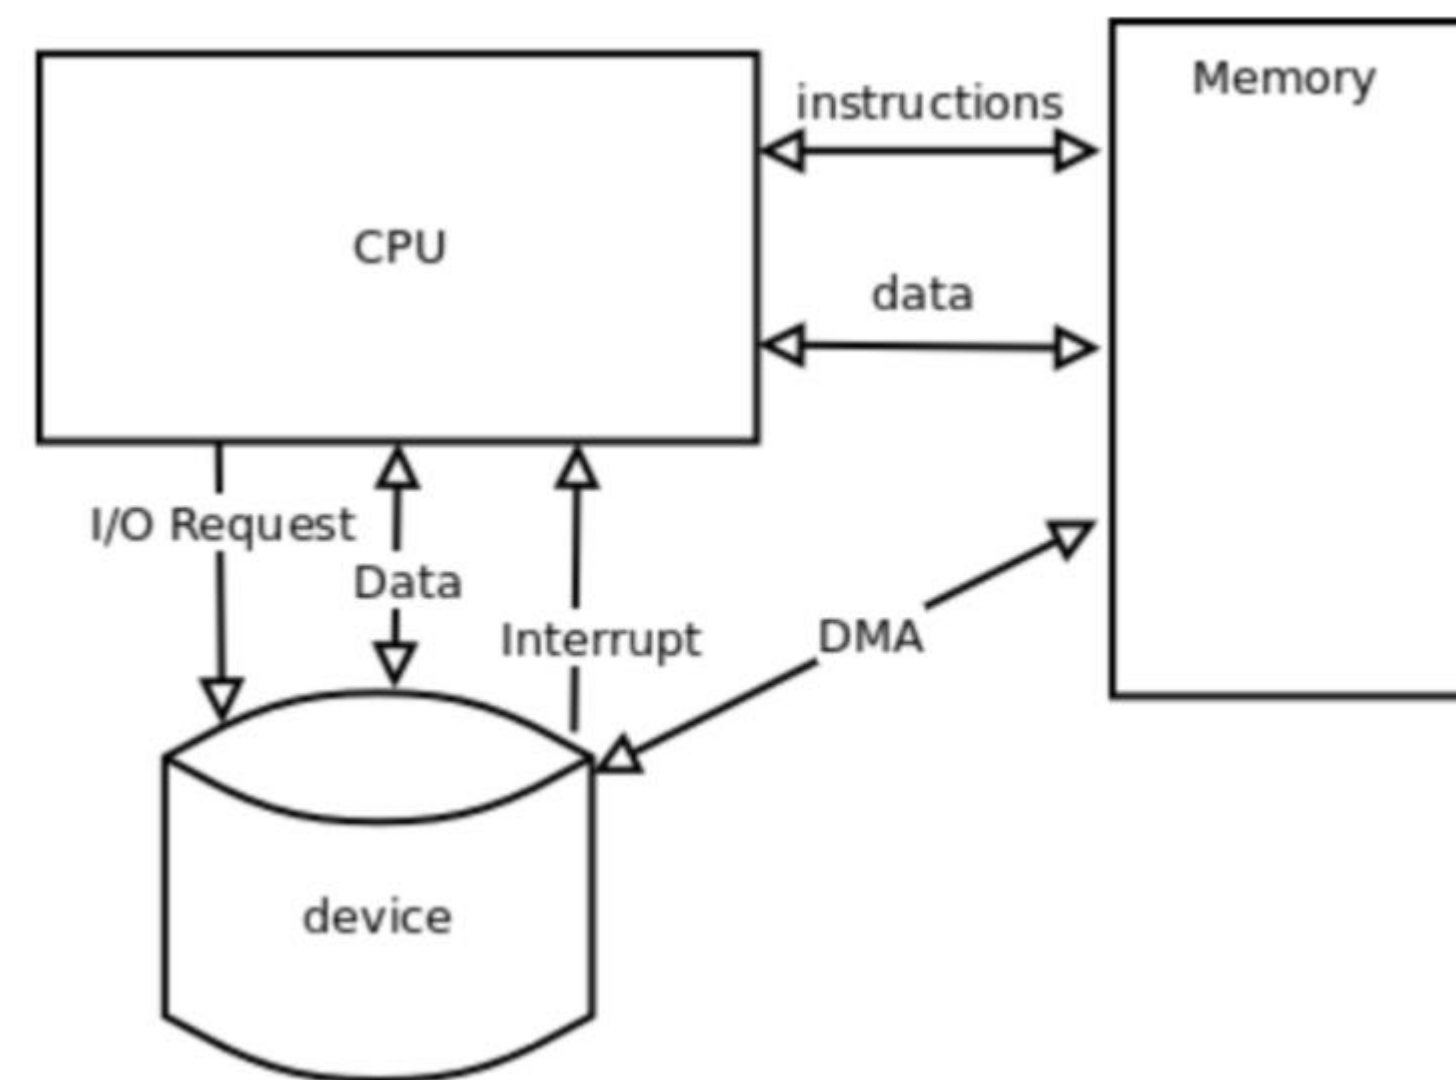 Memory
instructions
CPU
data
I/O Request
Data
Interrupt
DMA
device